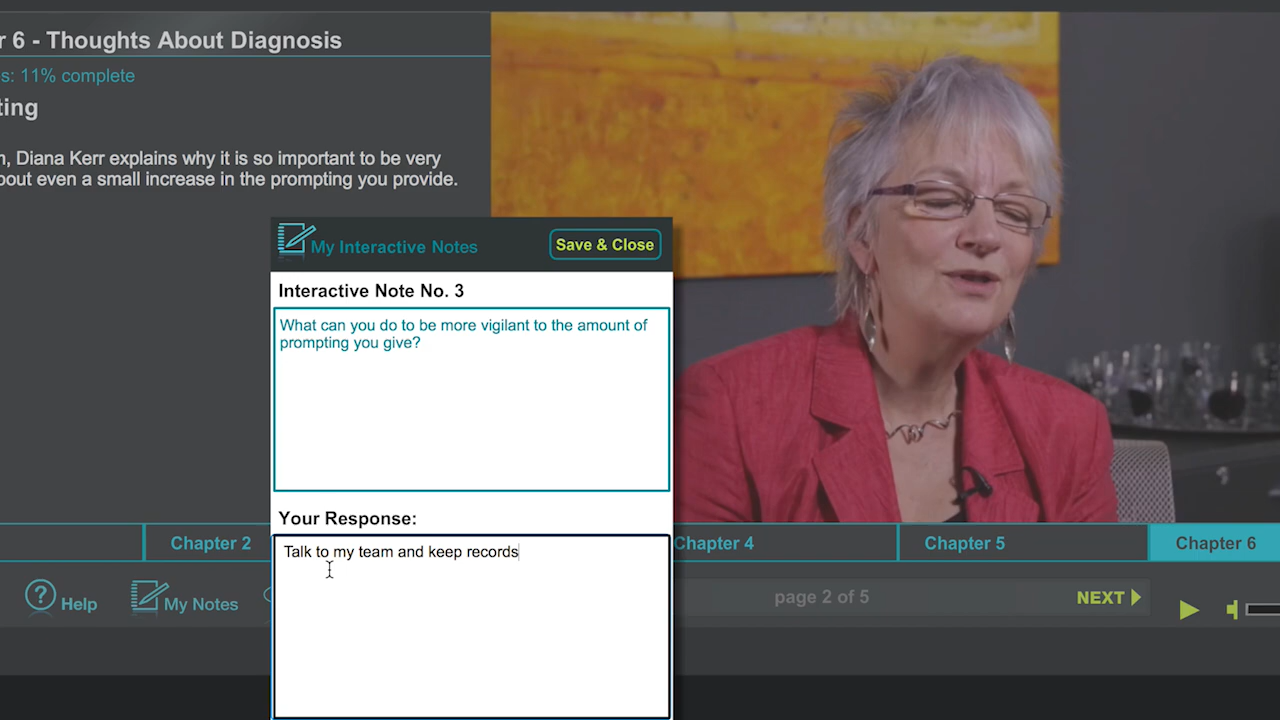 r 6 - Thoughts About Diagnosis
s: 11% complete
ting
n, Diana Kerr explains why it is so important to be very
bout even a small increase in the prompting you provide.
My Interactive Notes
Save & Close
Interactive Note No. 3
What can you do to be more vigilant to the amount of
prompting you give?
Your Response:
Talk to my team and keep records
Chapter 2
Chapter 4
Chapter 5
Chapter 6
? Help
My Notes
page 2 of 5
NEXT